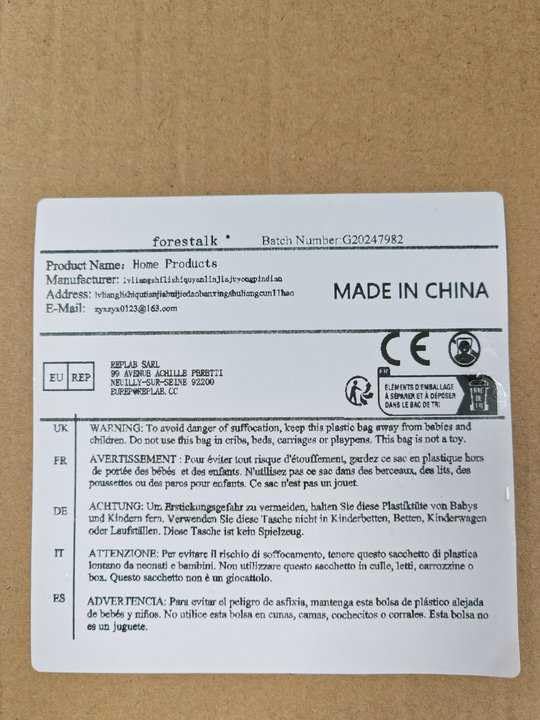 forestalk * Batch Number:G20247982
Product Name: Home Products
Manufacturer:
Address:
E-Mail: zyxzyx0123@163.com
MADE IN CHINA
CE
EU REP
REPLAB SARL
99 AVENUE ACHILLE PERETTI
NEUILLY-SUR-SEINE 92200
EUREP@REPLAB.CC
FR
ÉLÉMENTS D'EMBALLAGE
À SÉPARER ET À DÉPOSER
DANS LE BAC DE TRI
BAC
DE
TRI
UK WARNING: To avoid danger of suffocation, keep this plastic bag away from babies and
children. Do not use this bag in cribs, beds, carriages or playpens. This bag is not a toy.
FR AVERTISSEMENT : Pour éviter tout risque d'étouffement, gardez ce sac en plastique hors
de portée des bébés et des enfants. N'utilisez pas ce sac dans des berceaux, des lits, des
poussettes ou des parcs pour enfants. Ce sac n'est pas un jouet.
DE ACHTUNG: Um Erstickungsgefahr zu vermeiden, halten Sie diese Plastiktüte von Babys
und Kindern fern. Verwenden Sie diese Tasche nicht in Kinderbetten, Betten, Kinderwagen
oder Laufställen. Diese Tasche ist kein Spielzeug.
IT ATTENZIONE: Per evitare il rischio di soffocamento, tenere questo sacchetto di plastica
lontano da neonati e bambini. Non utilizzare questo sacchetto in culle, letti, carrozzine o
box. Questo sacchetto non è un giocattolo.
ES ADVERTENCIA: Para evitar el peligro de asfixia, mantenga esta bolsa de plástico alejada
de bebés y niños. No utilice esta bolsa en cunas, camas, cochecitos o corrales. Esta bolsa no
es un juguete.